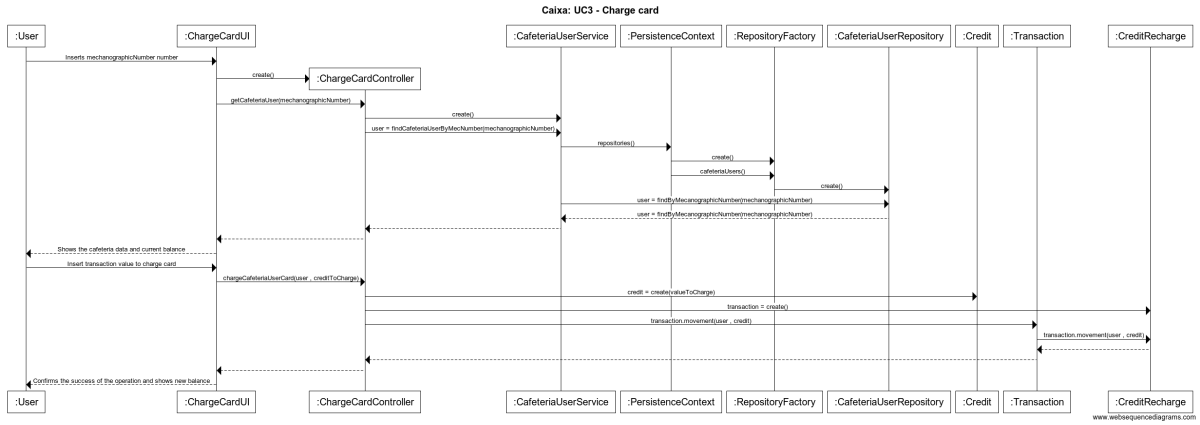 Caixa: UC3 - Charge card
:User
:ChargeCardUI
:CafeteriaUserService
:PersistenceContext
:RepositoryFactory
:CafeteriaUserRepository
:Credit
:Transaction
:CreditRecharge
Inserts mechanographicNumber number
create()
:ChargeCardController
getCafeteriaUser(mechanographicNumber)
create()
user = findCafeteriaUserByMecNumber(mechanographicNumber)
repositories()
create()
cafeteriaUsers()
create()
user = findByMecanographicNumber(mechanographicNumber)
user = findByMecanographicNumber(mechanographicNumber)
Shows the cafeteria data and current balance
Insert transaction value to charge card
chargeCafeteriaUserCard(user , creditToCharge)
credit = create(valueToCharge)
transaction = create()
transaction.movement(user , credit)
transaction.movement(user , credit)
Confirms the success of the operation and shows new balance
:User
:ChargeCardUI
:ChargeCardController
:CafeteriaUserService
:PersistenceContext
:RepositoryFactory
:CafeteriaUserRepository
:Credit
:Transaction
:CreditRecharge
www.websequencediagrams.com